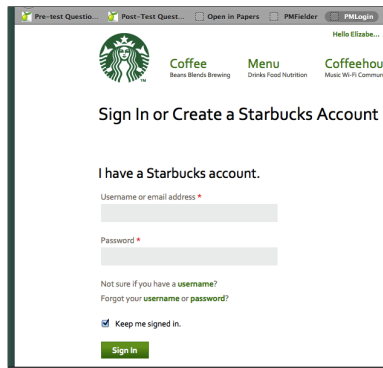 Pre-test Questio... Post-Test Quest... Open in Papers PMFielder PMLogin
Hello Elizabe...
Coffee Menu Coffeehou
Beans Blends Brewing Drinks Food Nutrition Music Wi-Fi Commun
TM
Sign In or Create a Starbucks Account
I have a Starbucks account.
Username or email address *
Password *
Not sure if you have a username?
Forgot your username or password?
Keep me signed in.
Sign In